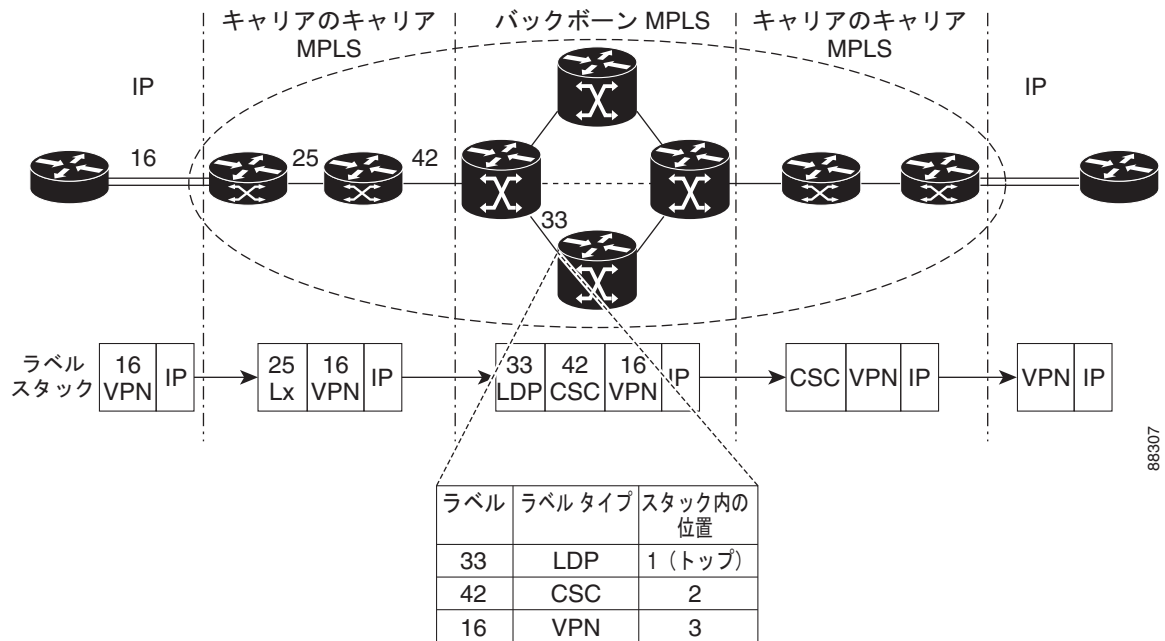 キャリアのキャリア
MPLS
バックボーン MPLS
キャリアのキャリア
MPLS
IP
IP
16
25
42
33
ラベル
スタック
16
VPN
IP
25
Lx
16
VPN
IP
33
LDP
42
CSC
16
VPN
IP
CSC
VPN
IP
VPN
IP
88307
ラベル
ラベル タイプ
スタック内の
位置
33
LDP
1（トップ）
42
CSC
2
16
VPN
3